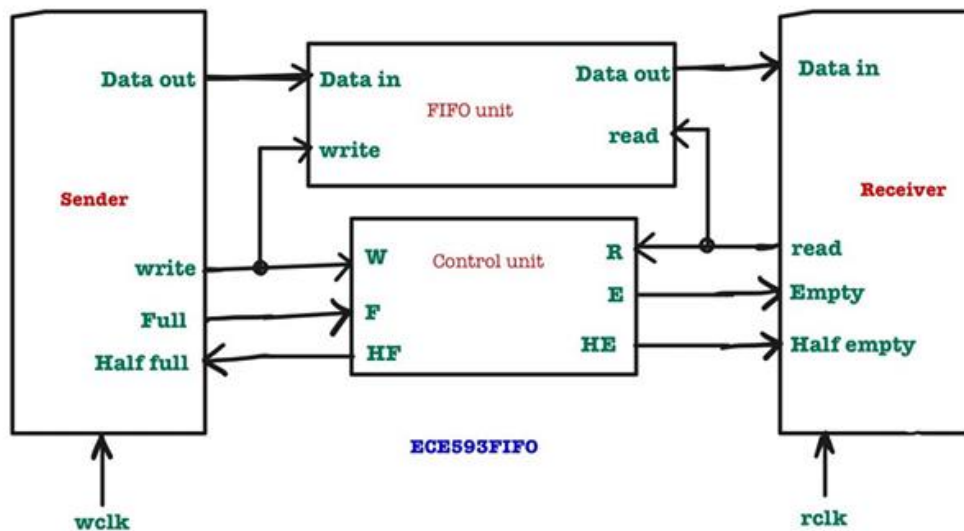 Data out
Data in
FIFO unit
Data out
Data in
write
read
Sender
Receiver
write
W
Control unit
R
read
Full
F
E
Empty
Half full
HF
HE
Half empty
ECE593FIFO
wclk
rclk